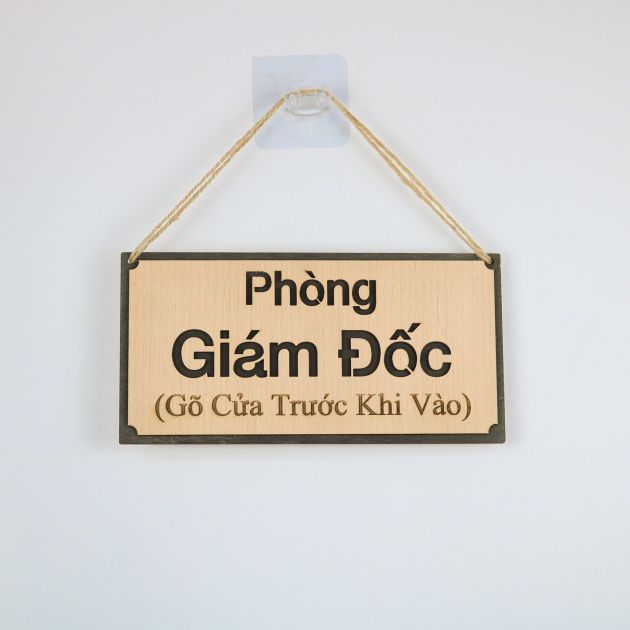 Phòng
Giám Đốc
(Gõ Cửa Trước Khi Vào)